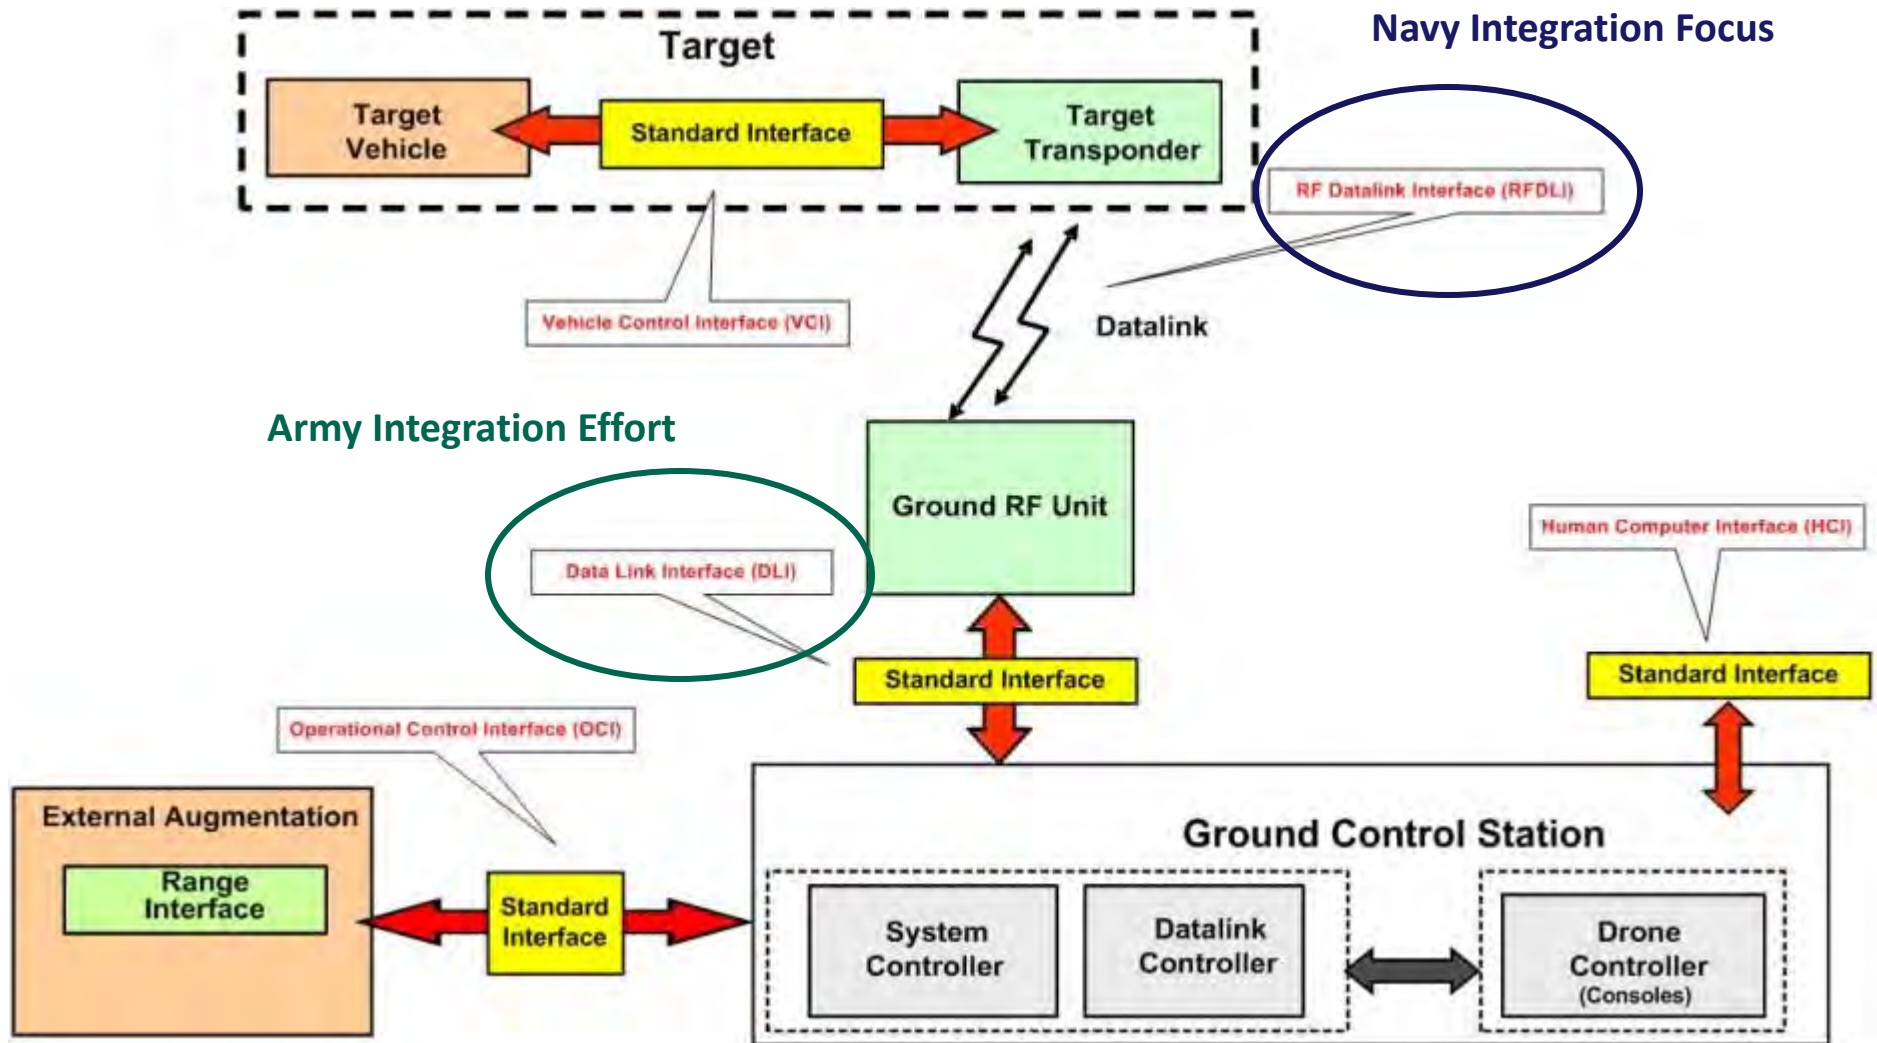 Navy Integration Focus
Target
Target
Vehicle
Standard Interface
Target
Transponder
RF Datalink Interface (RFDLI)
Vehicle Control Interface (VCI)
Datalink
Army Integration Effort
Ground RF Unit
Human Computer Interface (HCI)
Data Link Interface (DLI)
Standard Interface
Standard Interface
Operational Control Interface (OCI)
External Augmentation
Range
Interface
Standard
Interface
Ground Control Station
System
Controller
Datalink
Controller
Drone
Controller
(Consoles)